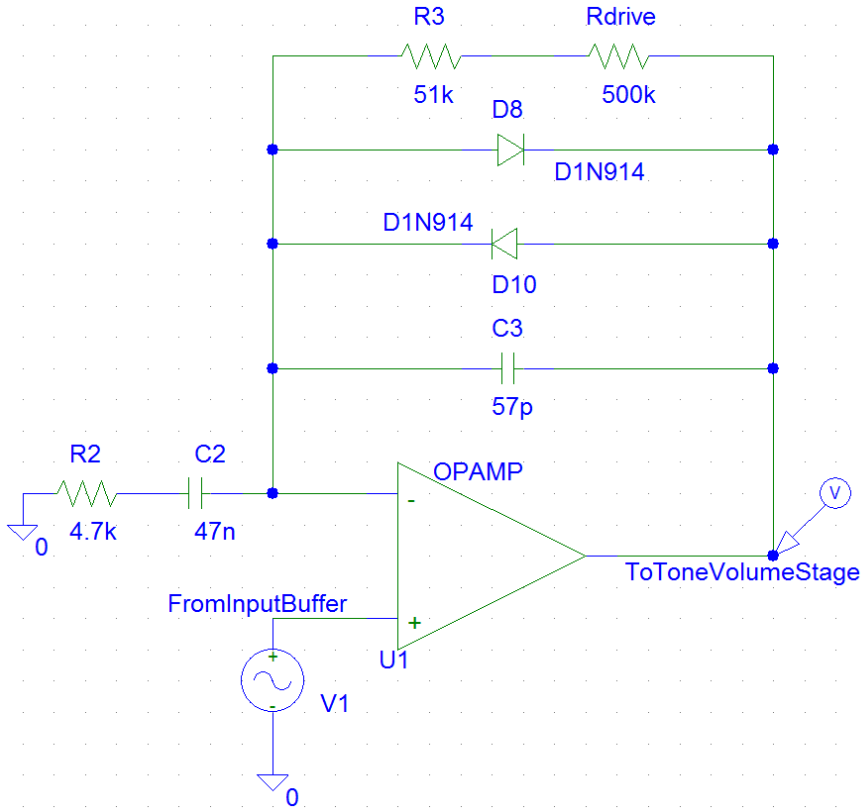 R3 Rdrive
51k 500k
D8
D1N914
D1N914
D10
C3
57p
R2 C2
OPAMP
-
V
4.7k 47n
0
ToToneVolumeStage
FromInputBuffer
+
U1
+
V1
-
0